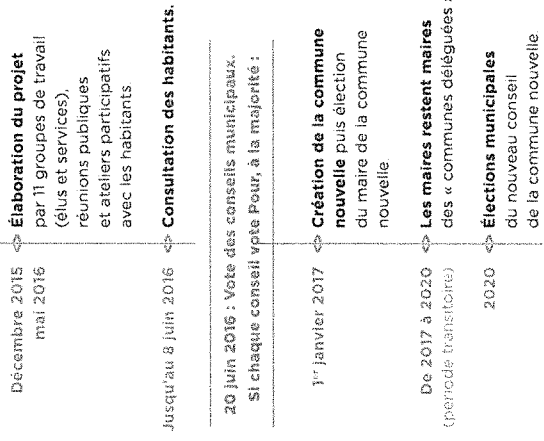 Décembre 2015
mai 2016
<> Élaboration du projet
par 11 groupes de travail
(élus et services),
réunions publiques
et ateliers participatifs
avec les habitants.
Jusqu'au 8 juin 2016 <> Consultation des habitants.
20 juin 2016 : Vote des conseils municipaux.
Si chaque conseil vote Pour, à la majorité :
1er janvier 2017 <> Création de la commune
nouvelle puis élection
du maire de la commune
nouvelle.
De 2017 à 2020 <> Les maires restent maires
(période transitoire) des « communes déléguées »
2020 <> Élections municipales
du nouveau conseil
de la commune nouvelle.